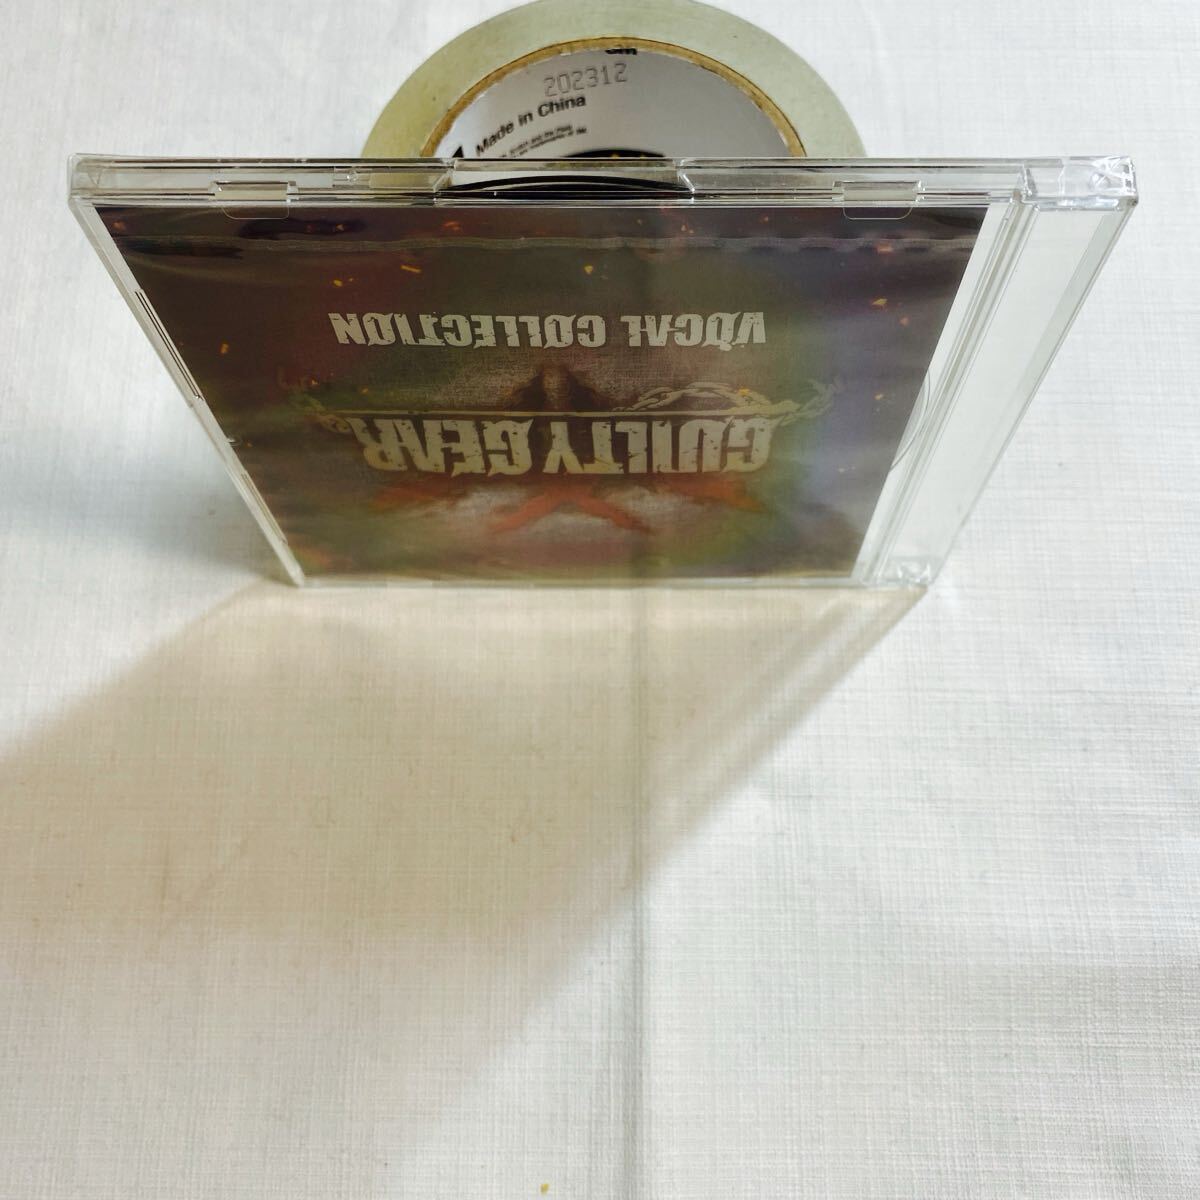 202312
Made in China
GUILTY GEAR
VOCAL COLLECTION